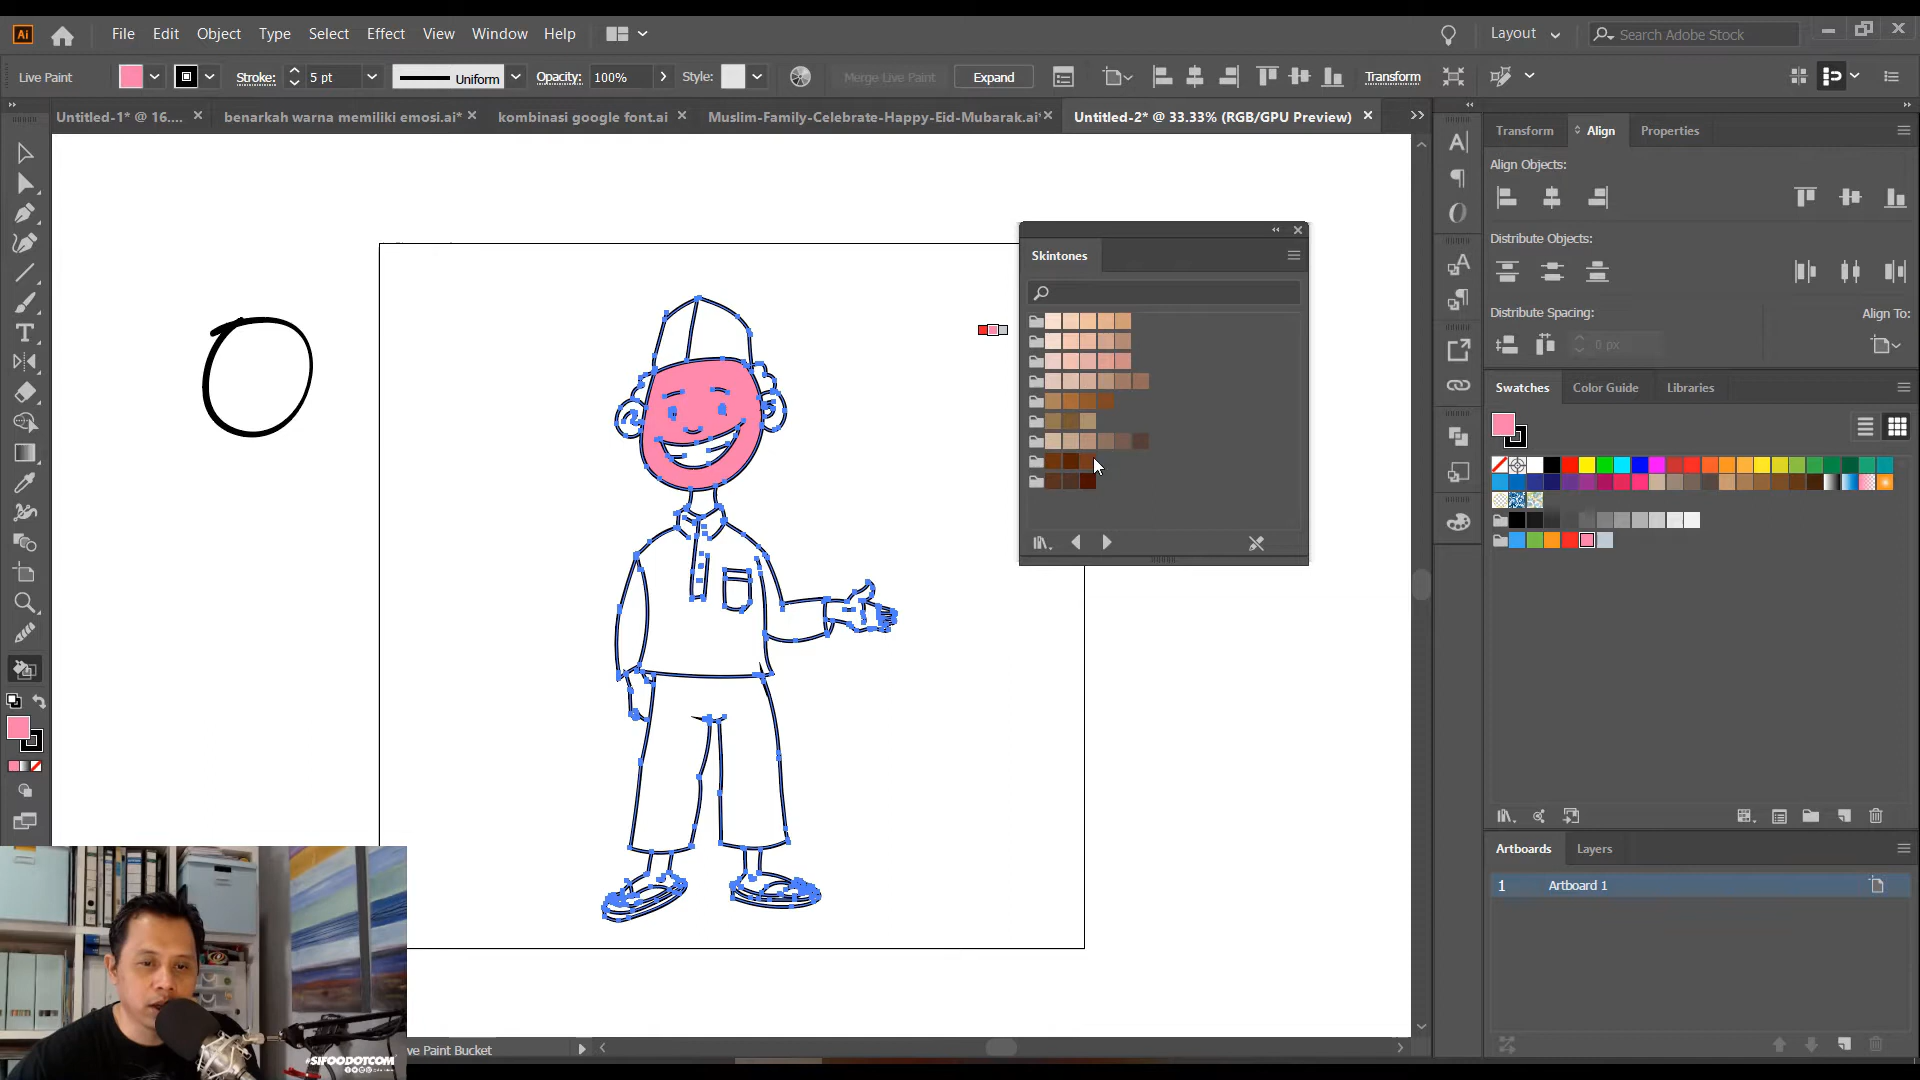 Ai File Edit Object Type Select Effect View Window Help Layout Search Adobe Stock
Live Paint Stroke: 5 pt Uniform Opacity: 100% Style: Merge Live Paint Expand Transform
Untitled-1* @ 16.... benarkah warna memiliki emosi.ai* kombinasi google font.ai Muslim-Family-Celebrate-Happy-Eid-Mubarak.ai* Untitled-2* @ 33.33% (RGB/GPU Preview)
Transform Align Properties
Align Objects:
Distribute Objects:
Distribute Spacing: Align To:
0 px
Skintones
Swatches Color Guide Libraries
Artboards Layers
1 Artboard 1
ve Paint Bucket
#SIFOODOTCOM